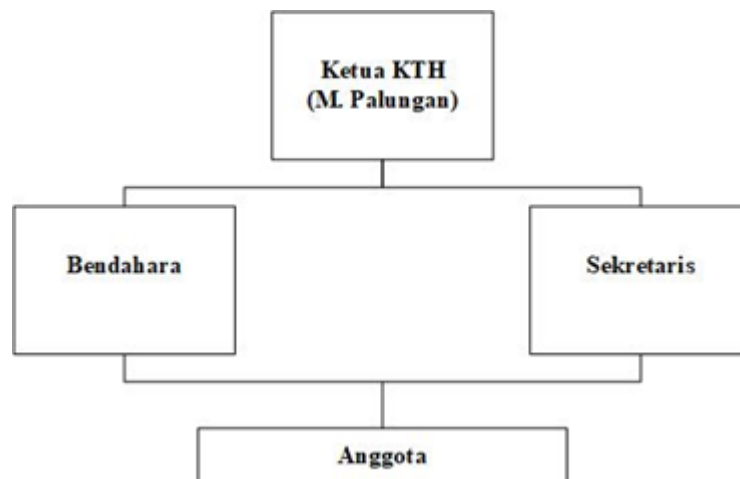 Ketua KTH
(M. Palungan)
Bendahara
Sekretaris
Anggota